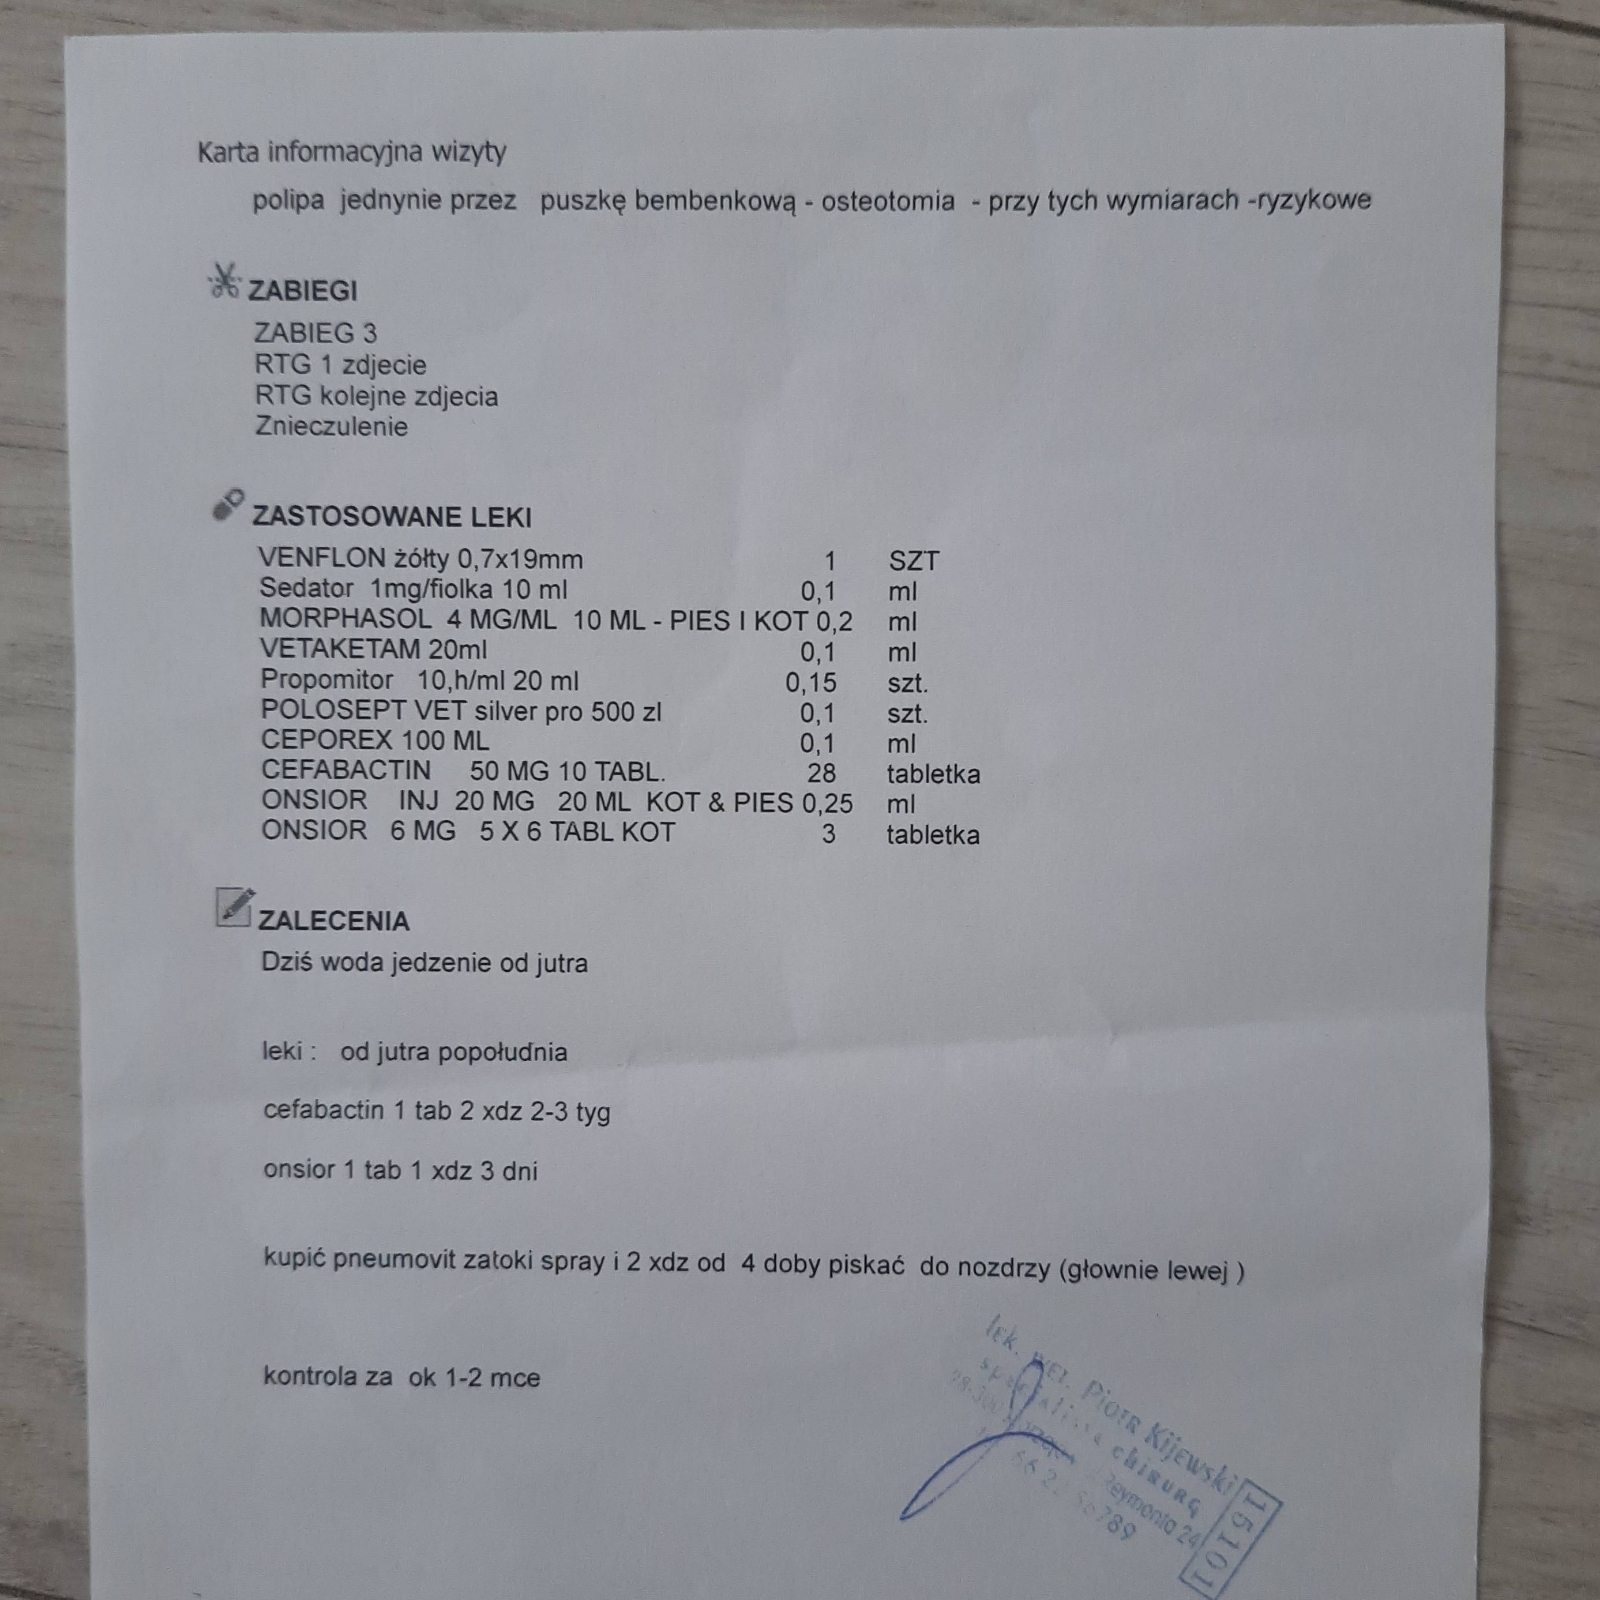 Karta informacyjna wizyty
polipa jednynie przez puszkę bembenkową - osteotomia - przy tych wymiarach -ryzykowe
ZABIEGI
ZABIEG 3
RTG 1 zdjecie
RTG kolejne zdjecia
Znieczulenie
ZASTOSOWANE LEKI
VENFLON żółty 0,7x19mm 1 SZT
Sedator 1mg/fiolka 10 ml 0,1 ml
MORPHASOL 4 MG/ML 10 ML - PIES I KOT 0,2 ml
VETAKETAM 20ml 0,1 ml
Propomitor 10,h/ml 20 ml 0,15 szt.
POLOSEPT VET silver pro 500 zl 0,1 szt.
CEPOREX 100 ML 0,1 ml
CEFABACTIN 50 MG 10 TABL. 28 tabletka
ONSIOR INJ 20 MG 20 ML KOT & PIES 0,25 ml
ONSIOR 6 MG 5 X 6 TABL KOT 3 tabletka
ZALECENIA
Dziś woda jedzenie od jutra
leki : od jutra popołudnia
cefabactin 1 tab 2 xdz 2-3 tyg
onsior 1 tab 1 xdz 3 dni
kupić pneumovit zatoki spray i 2 xdz od 4 doby piskać do nozdrzy (głownie lewej )
kontrola za ok 1-2 mce
lek. wet. Piotr Kijewski
specjalista chirurg
Reymonta 24
789
15101